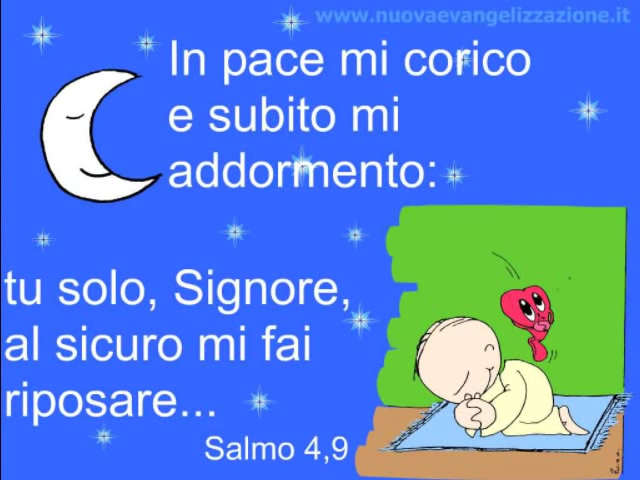 www.nuovaevangelizzazione.it
In pace mi corico
e subito mi
addormento:
tu solo, Signore,
al sicuro mi fai
riposare...
Salmo 4,9